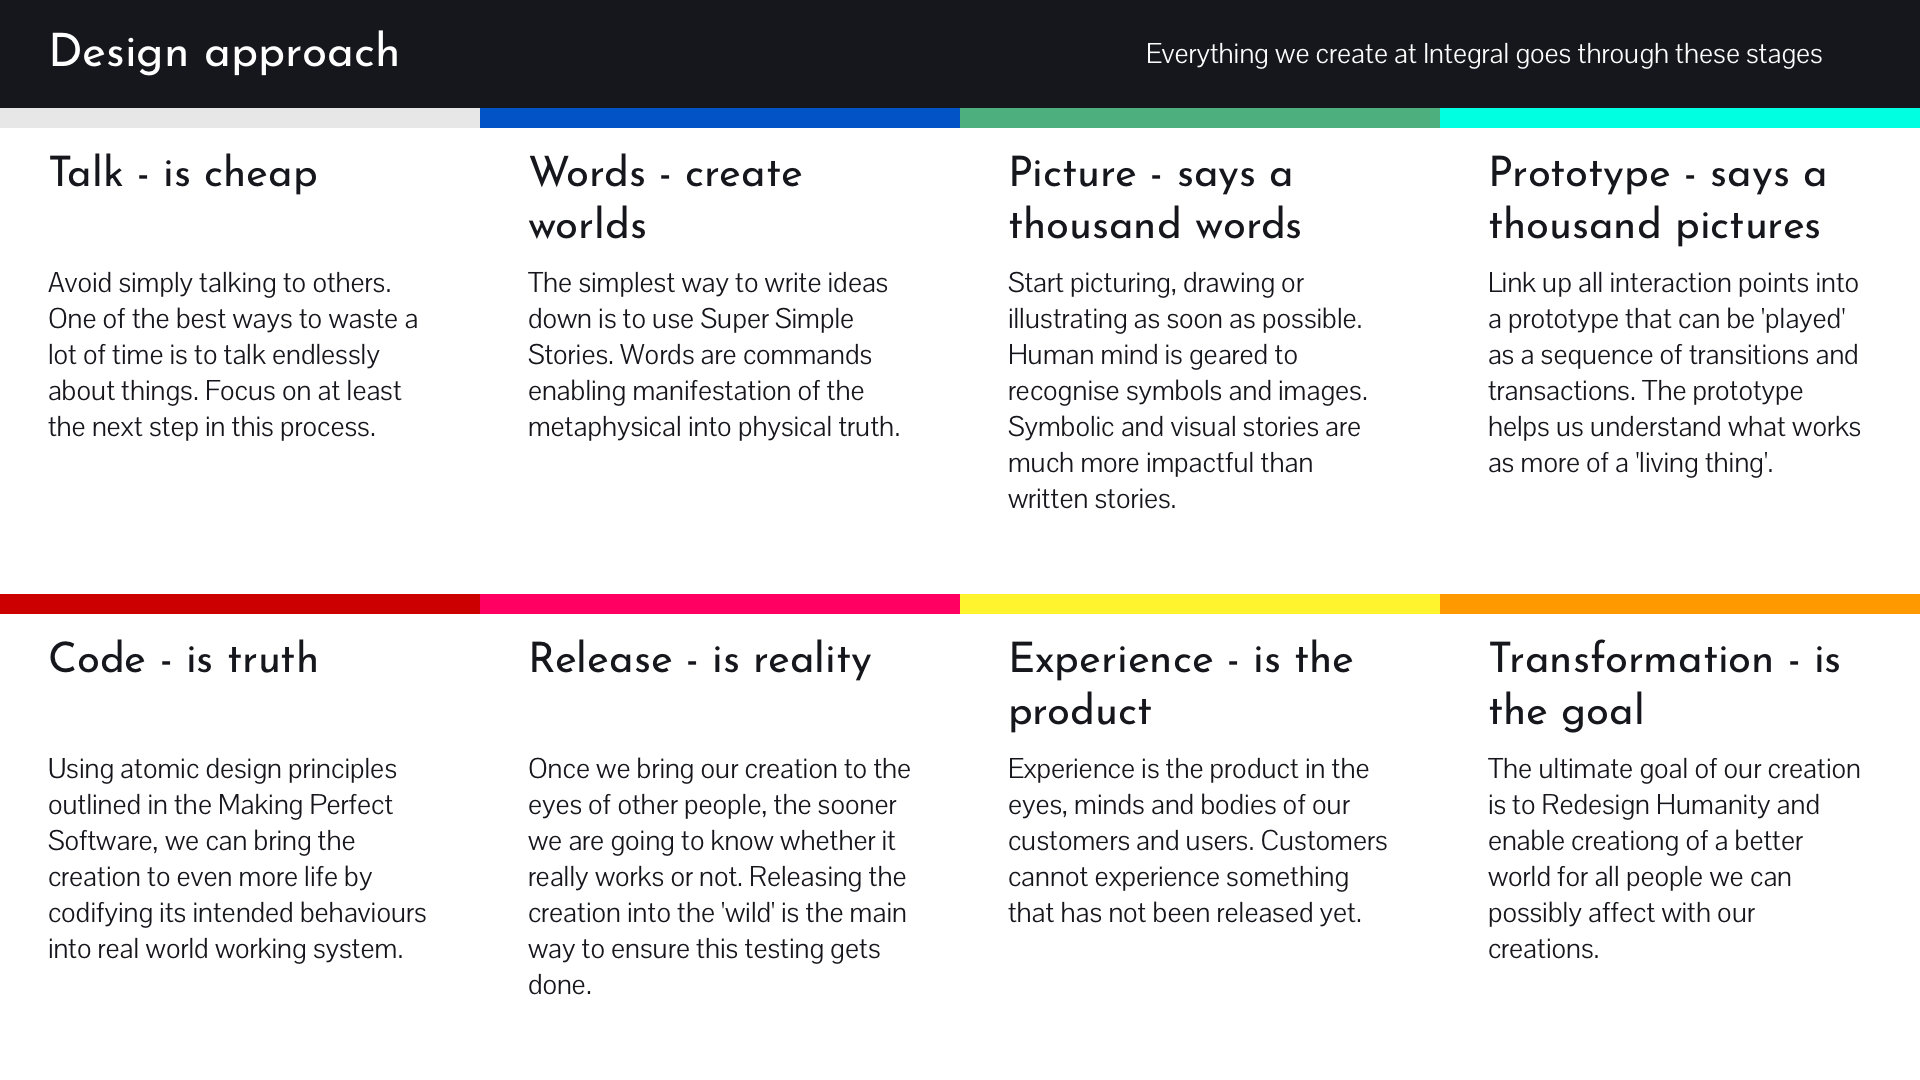 Design approach
Everything we create at Integral goes through these stages
Talk - is cheap
Avoid simply talking to others.
One of the best ways to waste a
lot of time is to talk endlessly
about things. Focus on at least
the next step in this process.
Words - create
worlds
The simplest way to write ideas
down is to use Super Simple
Stories. Words are commands
enabling manifestation of the
metaphysical into physical truth.
Picture - says a
thousand words
Start picturing, drawing or
illustrating as soon as possible.
Human mind is geared to
recognise symbols and images.
Symbolic and visual stories are
much more impactful than
written stories.
Prototype - says a
thousand pictures
Link up all interaction points into
a prototype that can be 'played'
as a sequence of transitions and
transactions. The prototype
helps us understand what works
as more of a 'living thing'.
Code - is truth
Using atomic design principles
outlined in the Making Perfect
Software, we can bring the
creation to even more life by
codifying its intended behaviours
into real world working system.
Release - is reality
Once we bring our creation to the
eyes of other people, the sooner
we are going to know whether it
really works or not. Releasing the
creation into the 'wild' is the main
way to ensure this testing gets
done.
Experience - is the
product
Experience is the product in the
eyes, minds and bodies of our
customers and users. Customers
cannot experience something
that has not been released yet.
Transformation - is
the goal
The ultimate goal of our creation
is to Redesign Humanity and
enable creationg of a better
world for all people we can
possibly affect with our
creations.